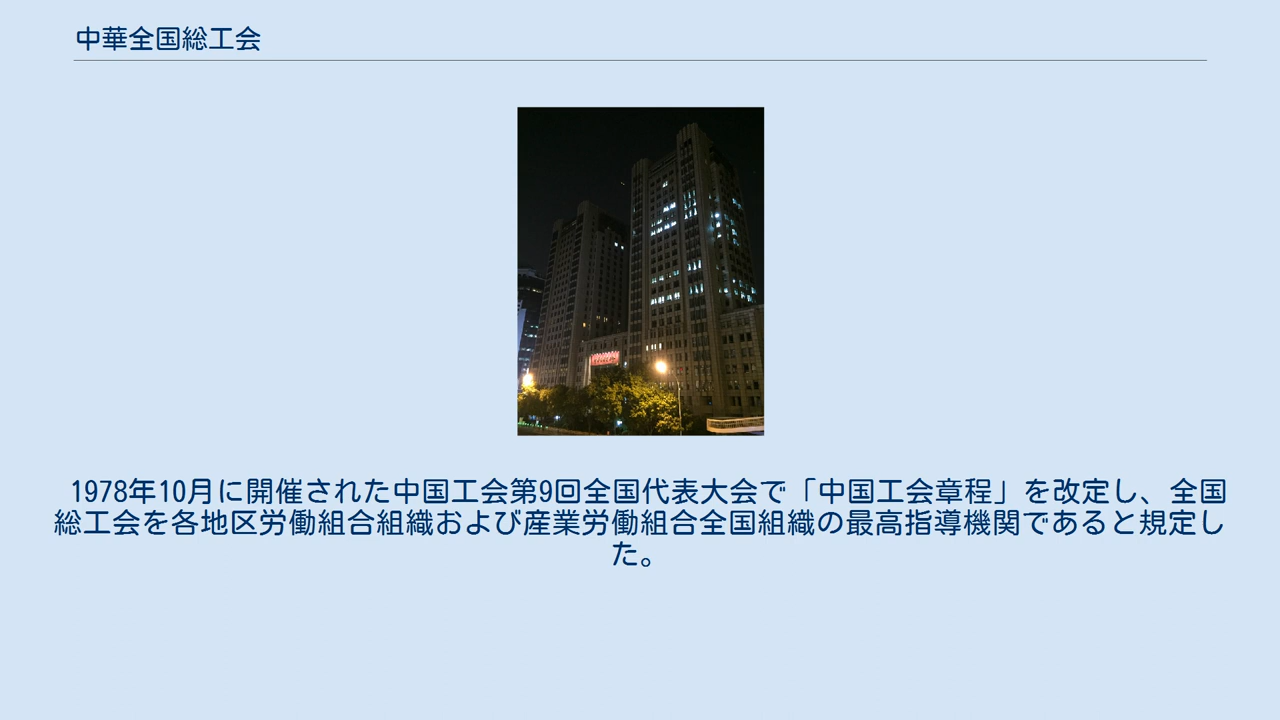 中華全国総工会
1978年10月に開催された中国工会第9回全国代表大会で「中国工会章程」を改定し、全国
総工会を各地区労働組合組織および産業労働組合全国組織の最高指導機関であると規定し
た。